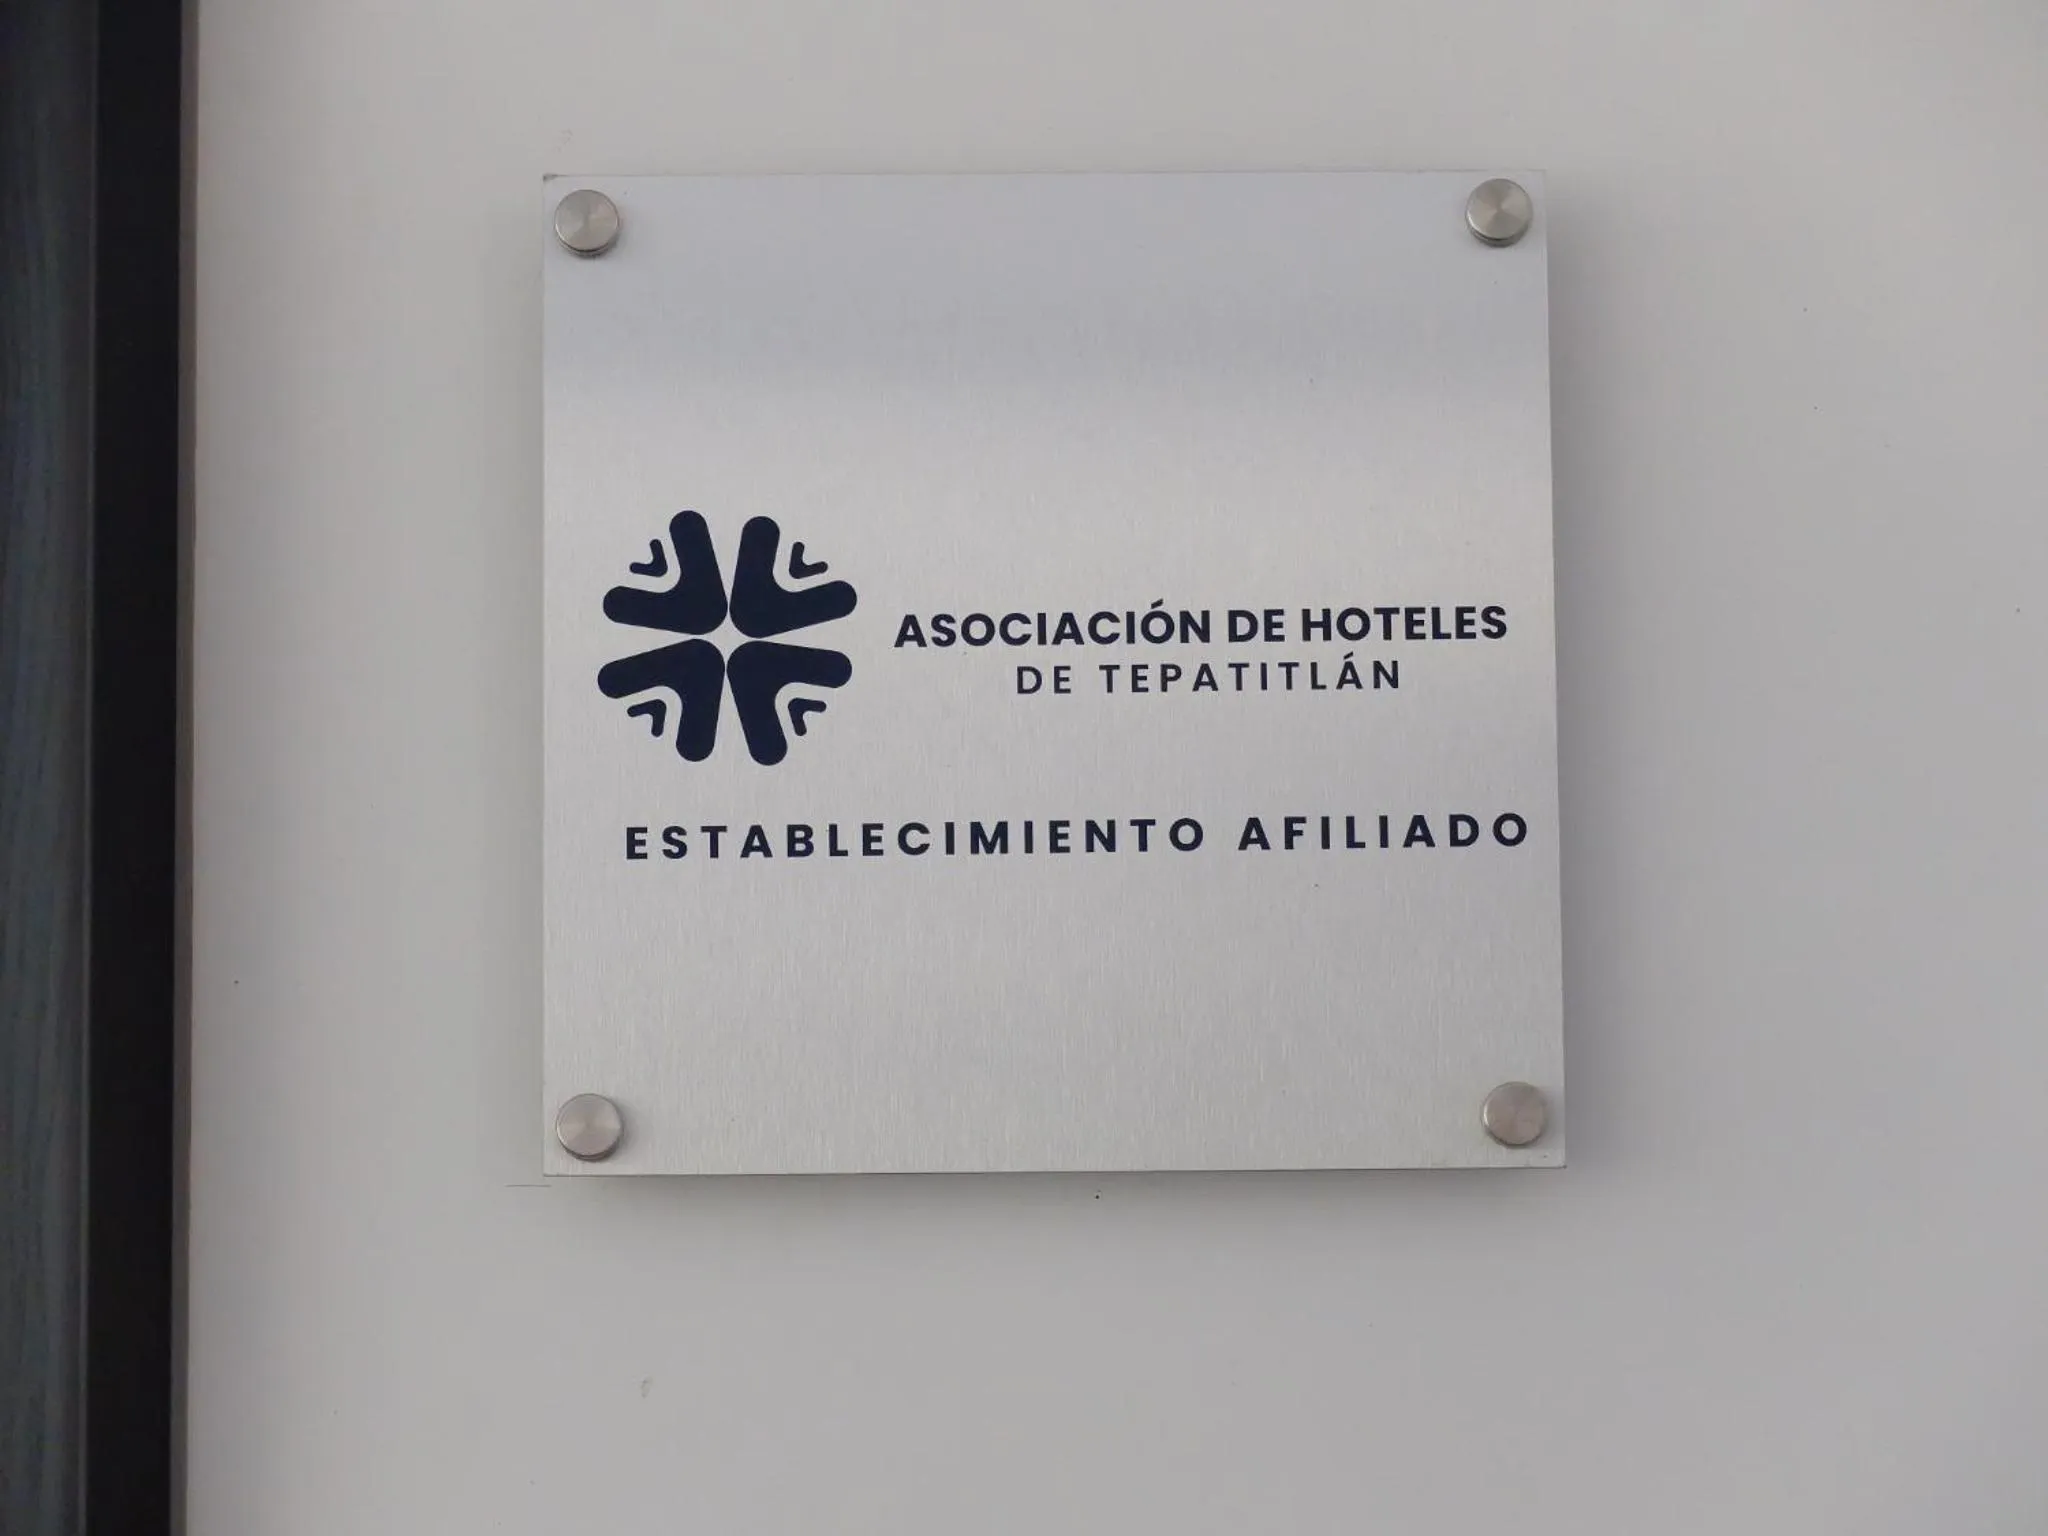 ASOCIACIÓN DE HOTELES
DE TEPATITLÁN
ESTABLECIMIENTO AFILIADO